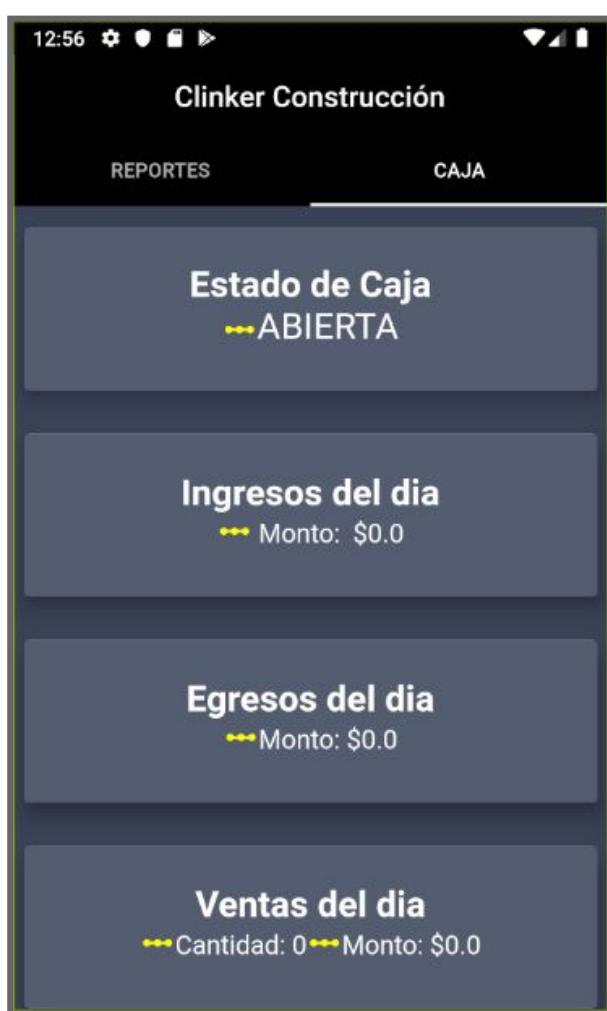 12:56
Clinker Construcción
REPORTES CAJA
Estado de Caja
ABIERTA
Ingresos del dia
Monto: $0.0
Egresos del dia
Monto: $0.0
Ventas del dia
Cantidad: 0 Monto: $0.0